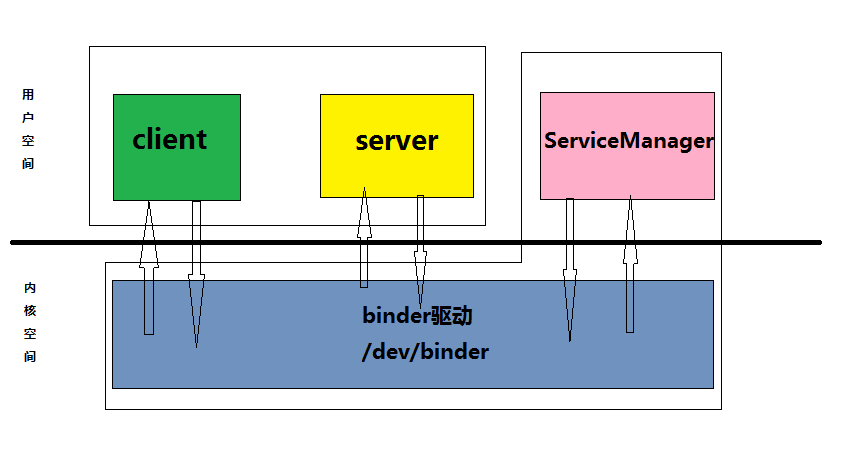 用户空间
client
server
ServiceManager
内核空间
binder驱动
/dev/binder